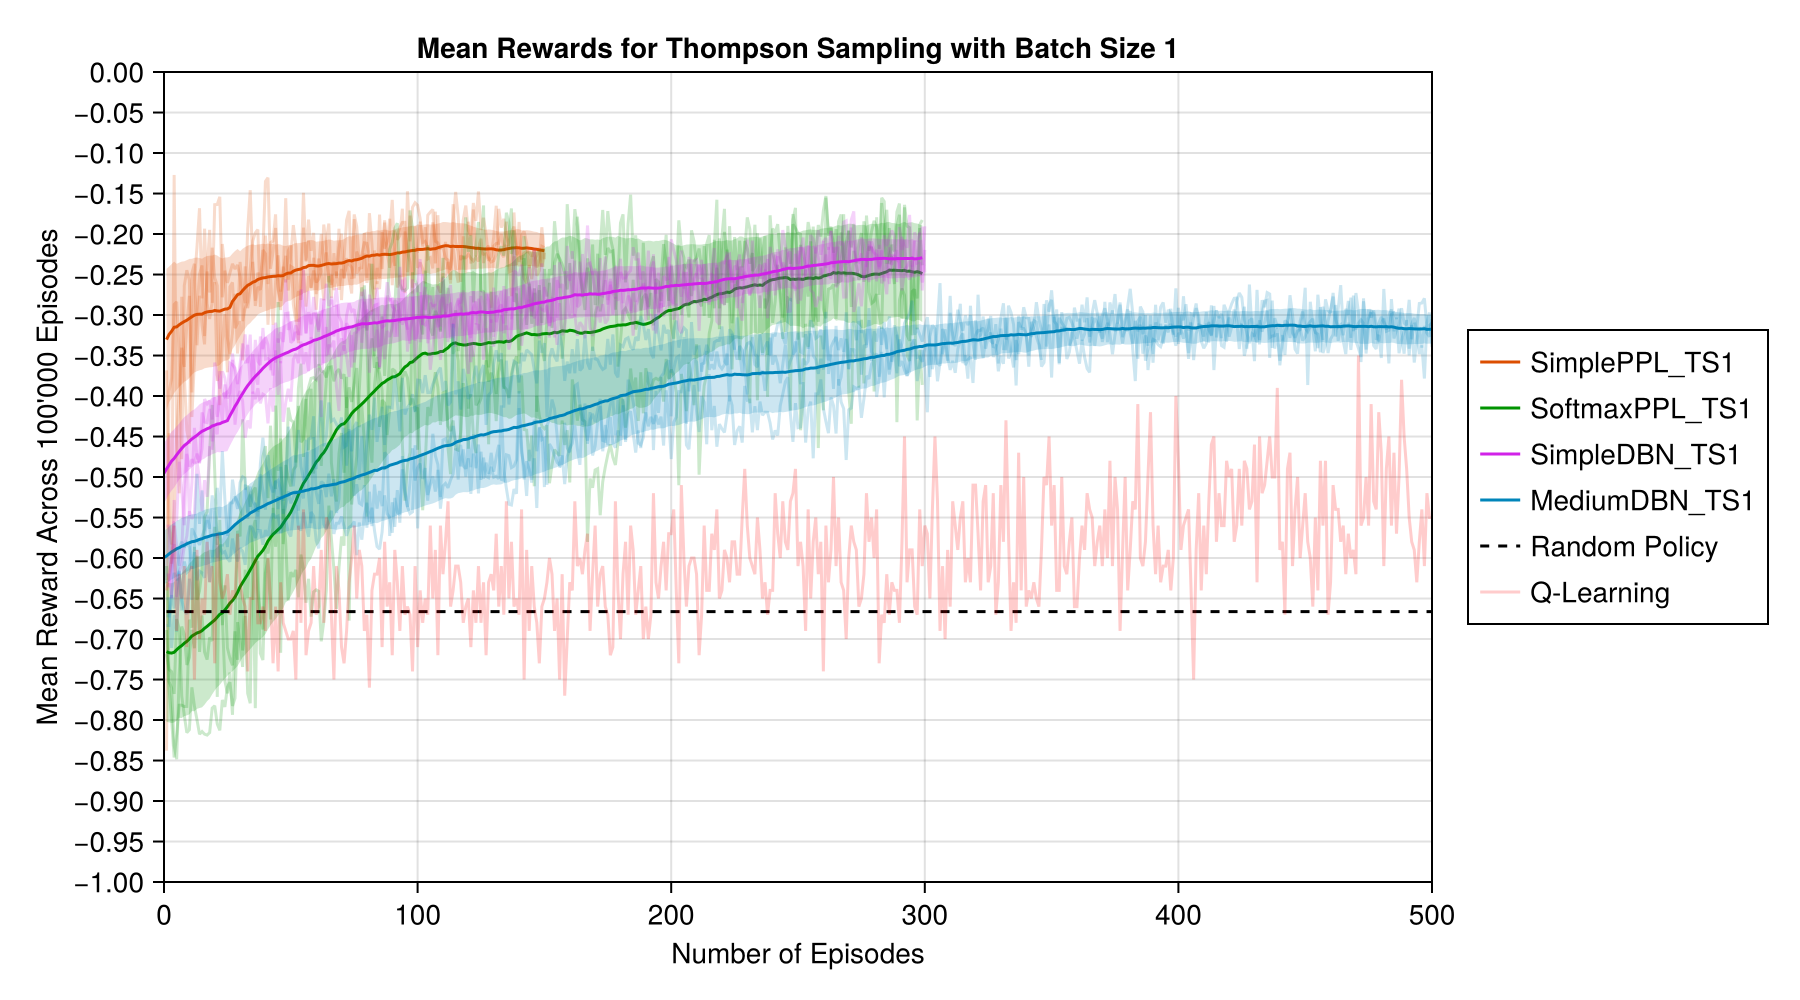 Mean Rewards for Thompson Sampling with Batch Size 1
Mean Reward Across 100'000 Episodes
0.00
−0.05
−0.10
−0.15
−0.20
−0.25
−0.30
−0.35
−0.40
−0.45
−0.50
−0.55
−0.60
−0.65
−0.70
−0.75
−0.80
−0.85
−0.90
−0.95
−1.00
0 100 200 300 400 500
Number of Episodes
SimplePPL_TS1
SoftmaxPPL_TS1
SimpleDBN_TS1
MediumDBN_TS1
Random Policy
Q-Learning